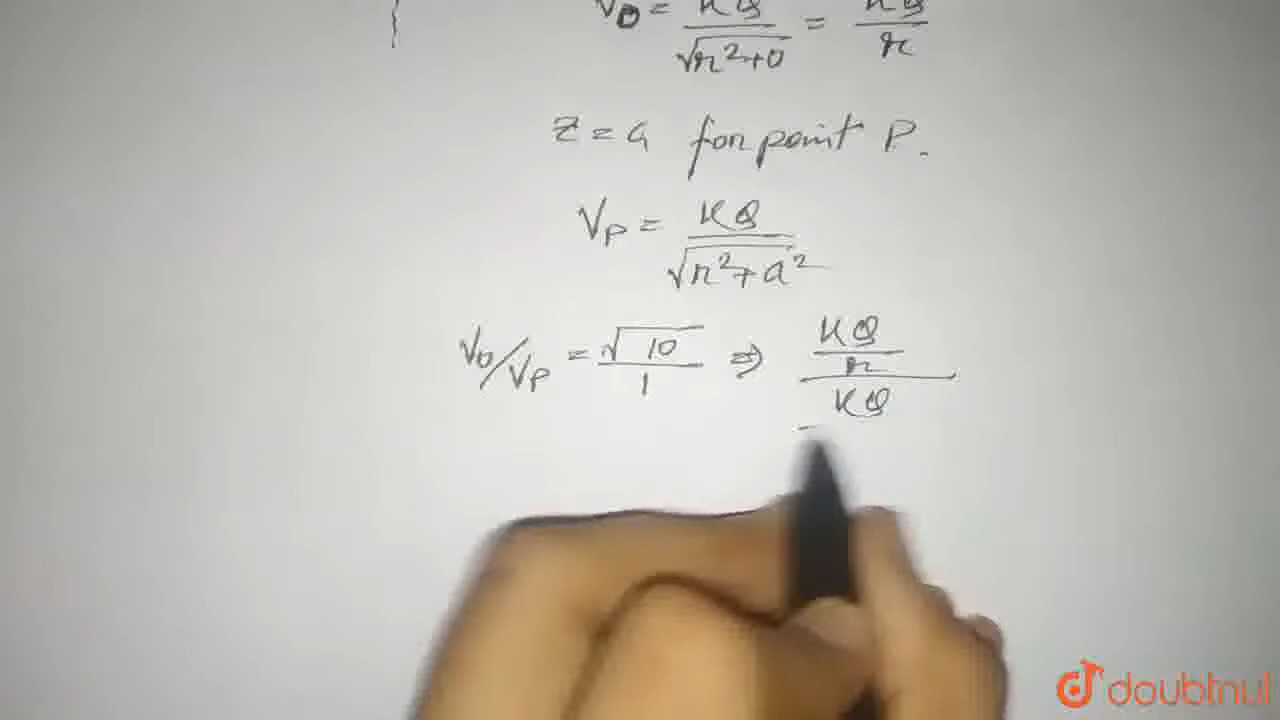 V0 = KQ/√r²+0 = KQ/r
z = a for point P.
VP = KQ/√r²+a²
V0/VP = √10/1 ⇒ KQ/r / KQ
doubtnut